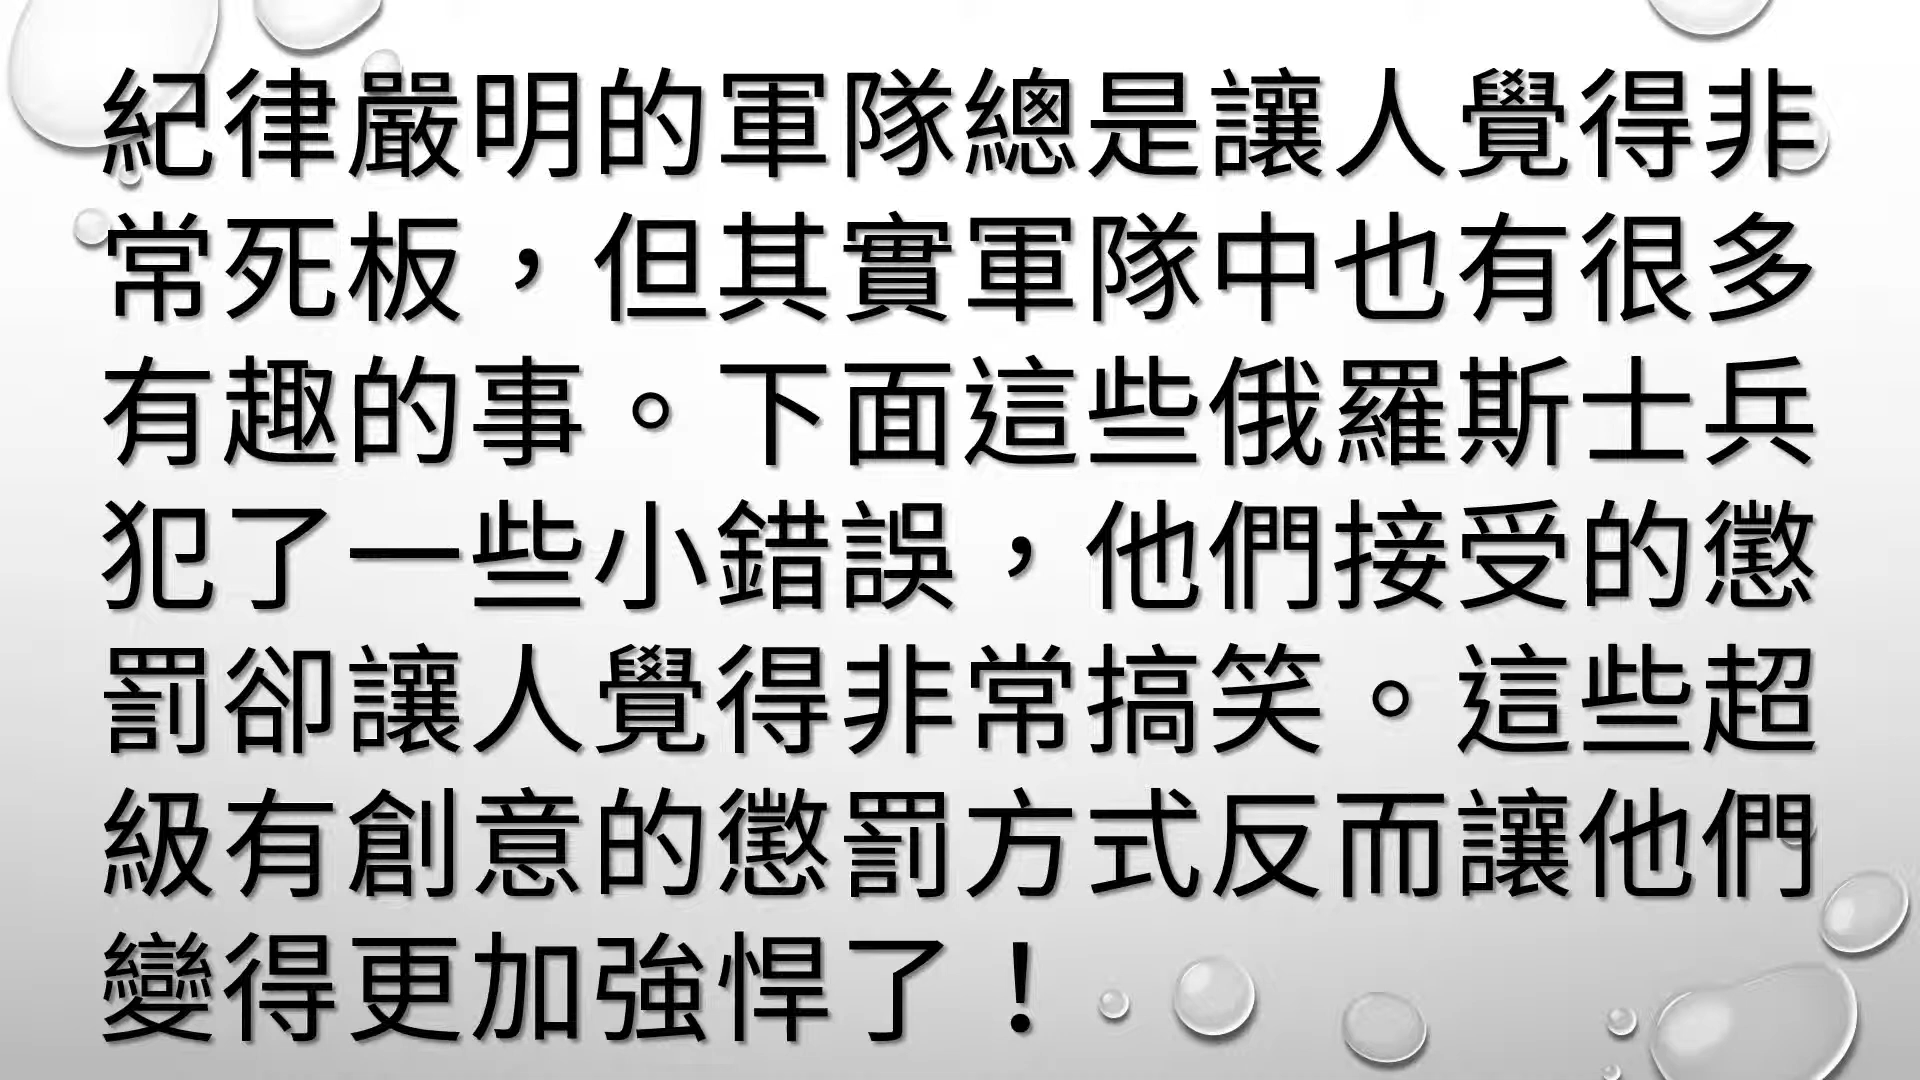 紀律嚴明的軍隊總是讓人覺得非
常死板，但其實軍隊中也有很多
有趣的事。下面這些俄羅斯士兵
犯了一些小錯誤，他們接受的懲
罰卻讓人覺得非常搞笑。這些超
級有創意的懲罰方式反而讓他們
變得更加強悍了！